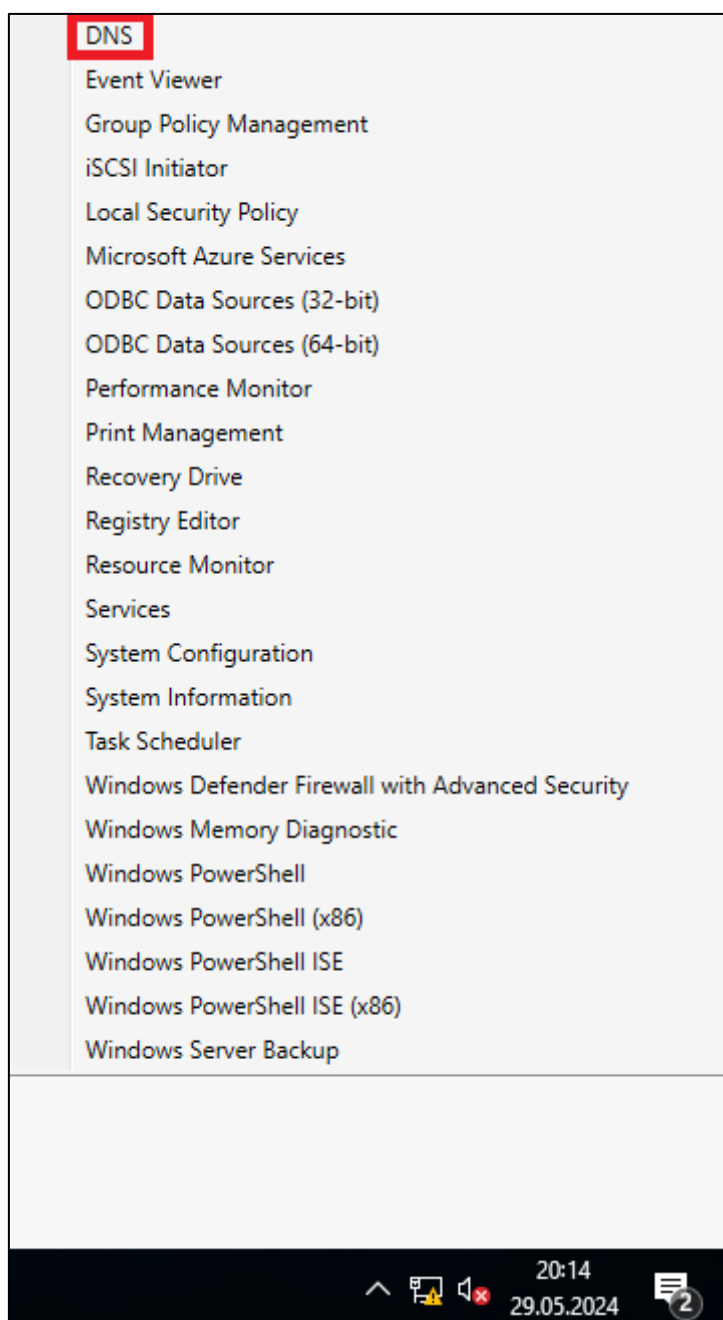 DNS
Event Viewer
Group Policy Management
iSCSI Initiator
Local Security Policy
Microsoft Azure Services
ODBC Data Sources (32-bit)
ODBC Data Sources (64-bit)
Performance Monitor
Print Management
Recovery Drive
Registry Editor
Resource Monitor
Services
System Configuration
System Information
Task Scheduler
Windows Defender Firewall with Advanced Security
Windows Memory Diagnostic
Windows PowerShell
Windows PowerShell (x86)
Windows PowerShell ISE
Windows PowerShell ISE (x86)
Windows Server Backup
20:14
29.05.2024
2